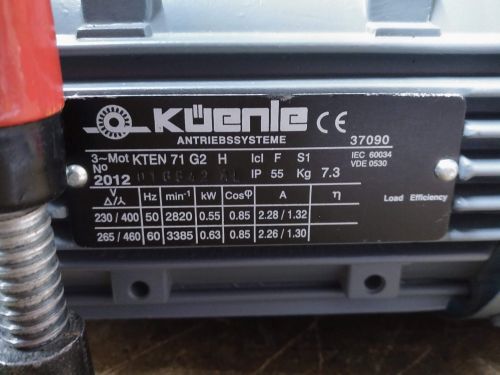 Küenle CE
ANTRIEBSSYSTEME 37090
3~Mot KTEN 71 G2 H Icl F S1 IEC 60034
No VDE 0530
2012 IP 55 Kg 7.3
V Δ/⅄ Hz min⁻¹ kW Cosφ A η Load Efficiency
230 / 400 50 2820 0.55 0.85 2.28 / 1.32
265 / 460 60 3385 0.63 0.85 2.26 / 1.30